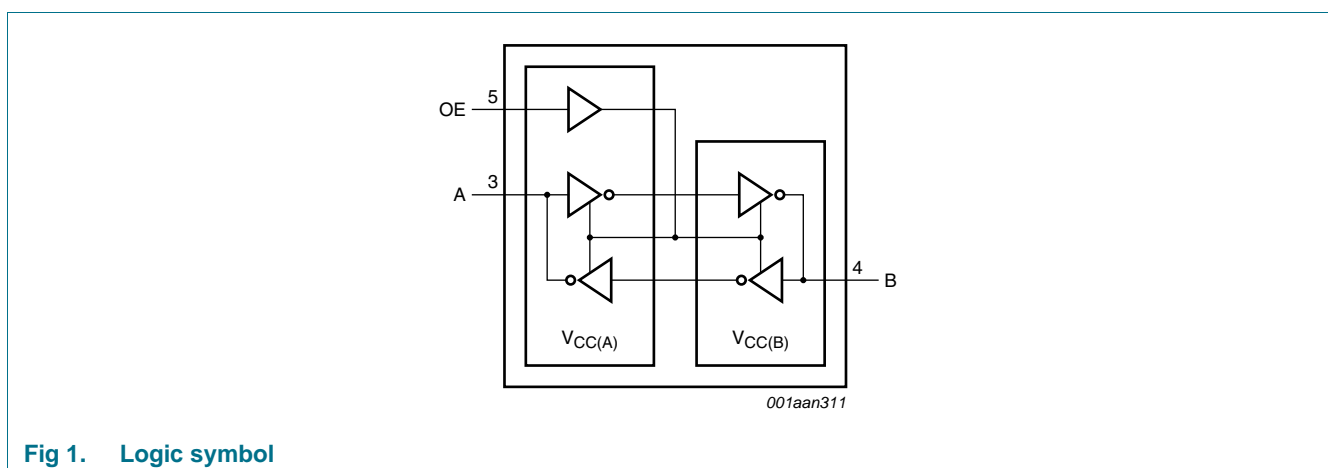 OE 5
A 3
4 B
VCC(A) VCC(B)
001aan311
Fig 1. Logic symbol